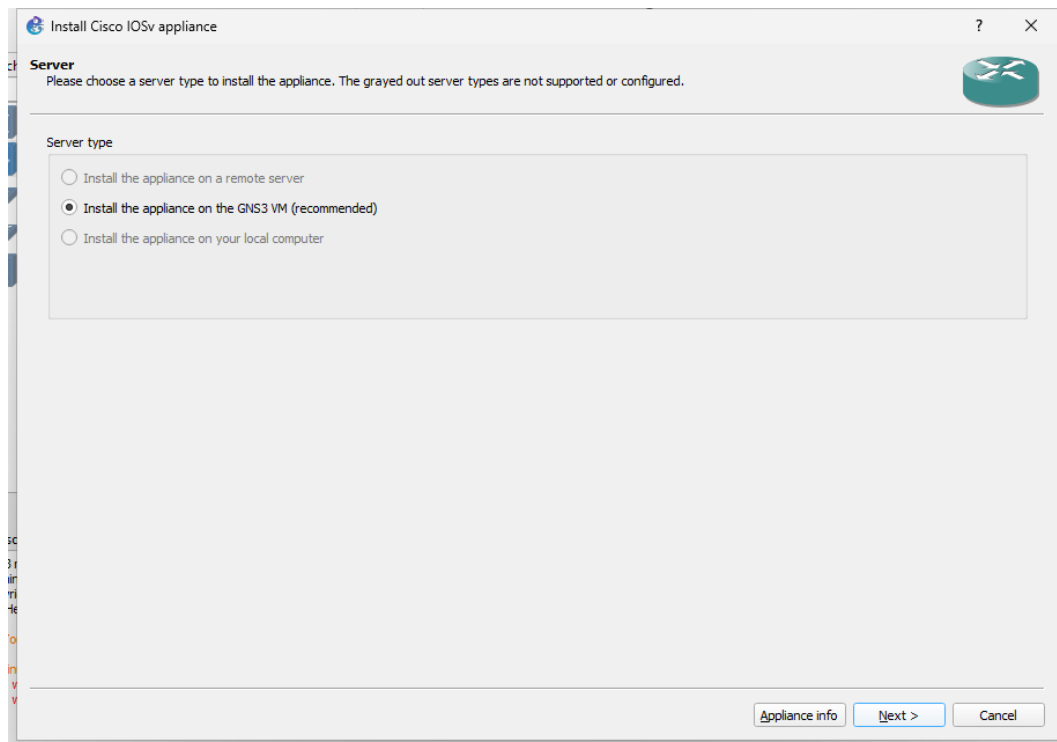 Install Cisco IOSv appliance
Server
Please choose a server type to install the appliance. The grayed out server types are not supported or configured.
Server type
Install the appliance on a remote server
Install the appliance on the GNS3 VM (recommended)
Install the appliance on your local computer
Appliance info
Next >
Cancel